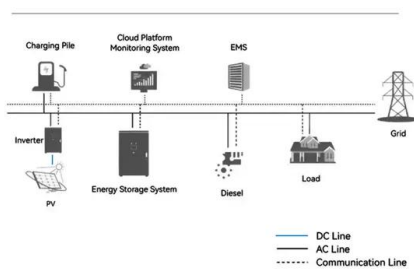 Cloud Platform
Charging Pile
Monitoring System
EMS
Grid
Inverter
PV
Energy Storage System
Diesel
Load
DC Line
AC Line
Communication Line